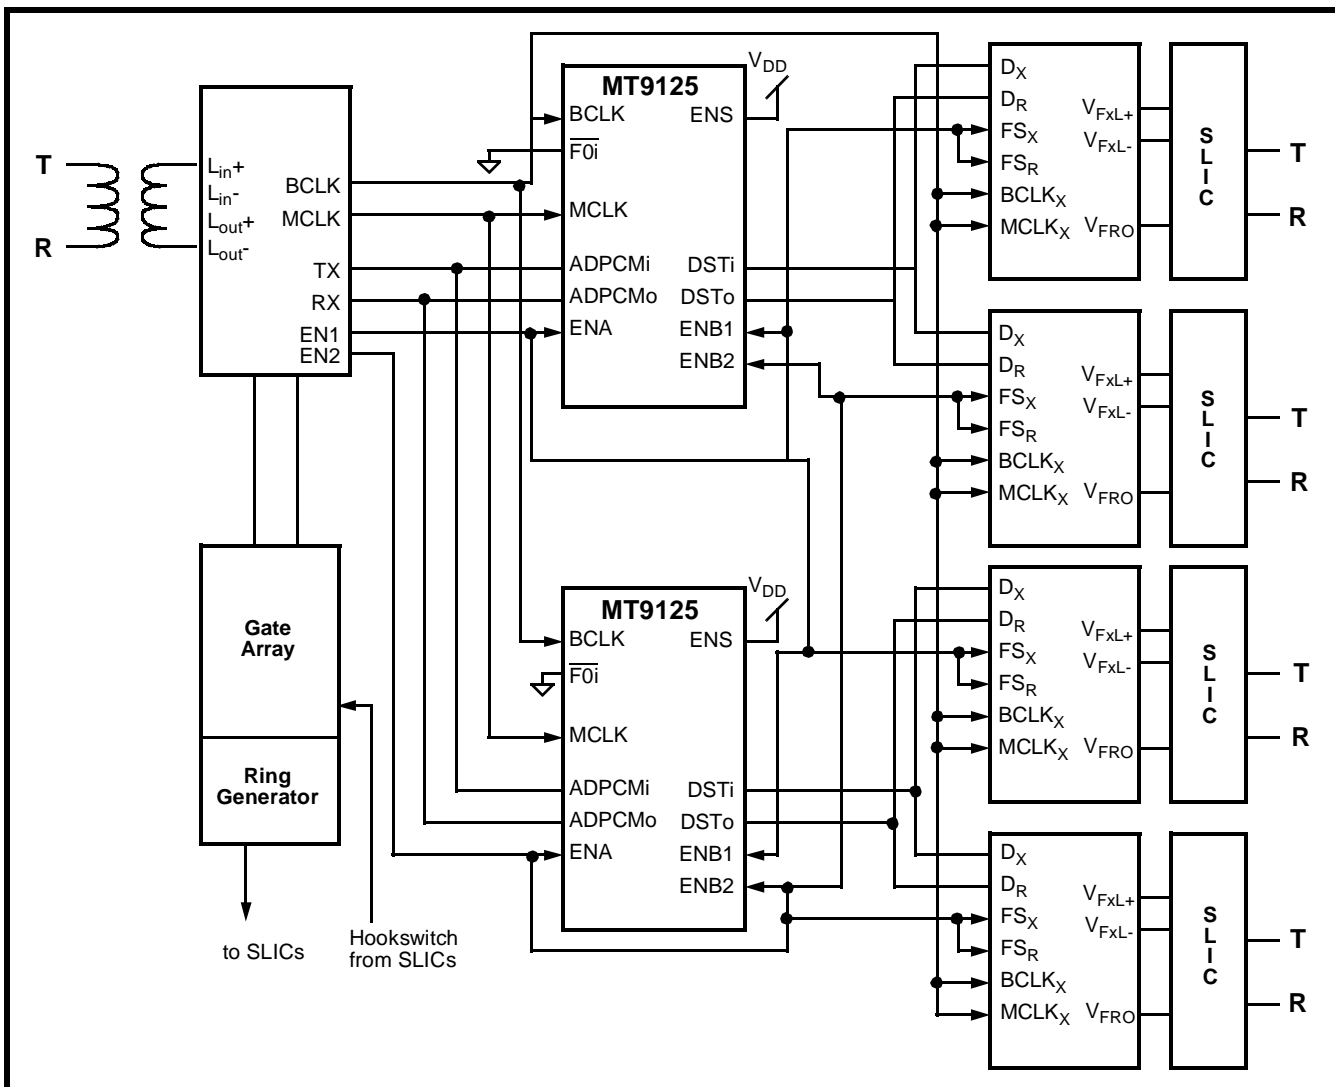 T
R
L_in+
L_in-
L_out+
L_out-
BCLK
MCLK
TX
RX
EN1
EN2
Gate
Array
Ring
Generator
to SLICs
Hookswitch
from SLICs
MT9125
V_DD
BCLK
ENS
F0i
MCLK
ADPCMi
DSTi
ADPCMo
DSTo
ENA
ENB1
ENB2
MT9125
V_DD
BCLK
ENS
F0i
MCLK
ADPCMi
DSTi
ADPCMo
DSTo
ENA
ENB1
ENB2
D_X
D_R
FS_X
FS_R
BCLK_X
MCLK_X
V_FxL+
V_FxL-
V_FRO
SLIC
T
R
D_X
D_R
FS_X
FS_R
BCLK_X
MCLK_X
V_FxL+
V_FxL-
V_FRO
SLIC
T
R
D_X
D_R
FS_X
FS_R
BCLK_X
MCLK_X
V_FxL+
V_FxL-
V_FRO
SLIC
T
R
D_X
D_R
FS_X
FS_R
BCLK_X
MCLK_X
V_FxL+
V_FxL-
V_FRO
SLIC
T
R